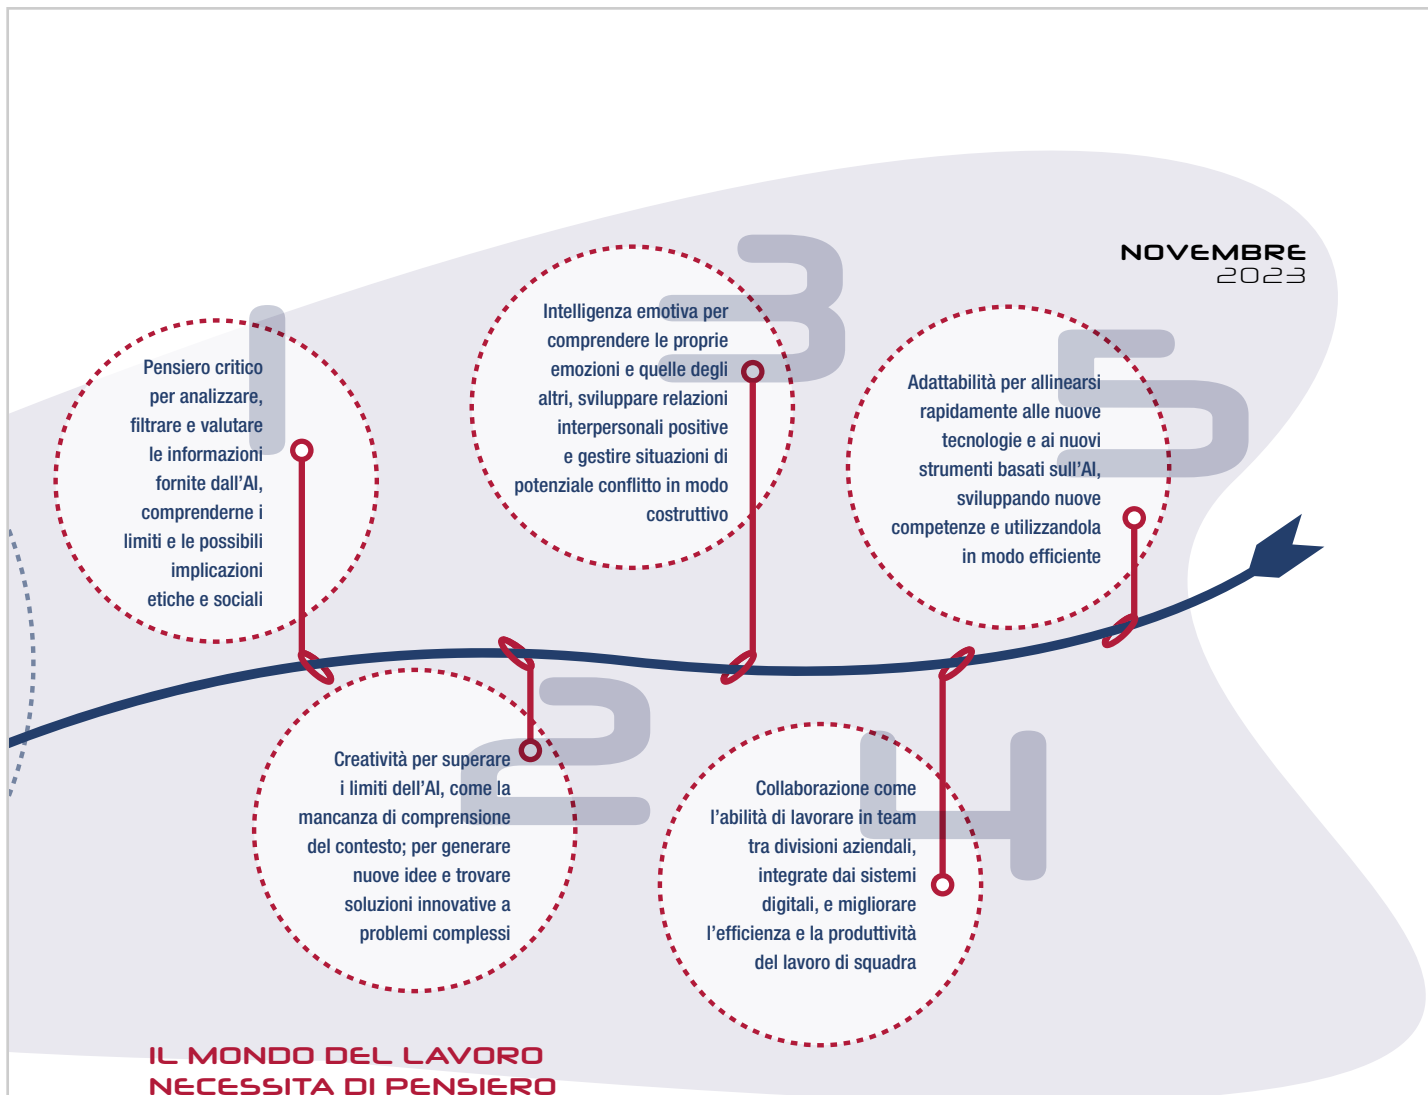 NOVEMBRE
2023
1
Pensiero critico
per analizzare,
filtrare e valutare
le informazioni
fornite dall'AI,
comprenderne i
limiti e le possibili
implicazioni
etiche e sociali
2
Creatività per superare
i limiti dell'AI, come la
mancanza di comprensione
del contesto; per generare
nuove idee e trovare
soluzioni innovative a
problemi complessi
3
Intelligenza emotiva per
comprendere le proprie
emozioni e quelle degli
altri, sviluppare relazioni
interpersonali positive
e gestire situazioni di
potenziale conflitto in modo
costruttivo
4
Collaborazione come
l'abilità di lavorare in team
tra divisioni aziendali,
integrate dai sistemi
digitali, e migliorare
l'efficienza e la produttività
del lavoro di squadra
5
Adattabilità per allinearsi
rapidamente alle nuove
tecnologie e ai nuovi
strumenti basati sull'AI,
sviluppando nuove
competenze e utilizzandola
in modo efficiente
IL MONDO DEL LAVORO
NECESSITA DI PENSIERO